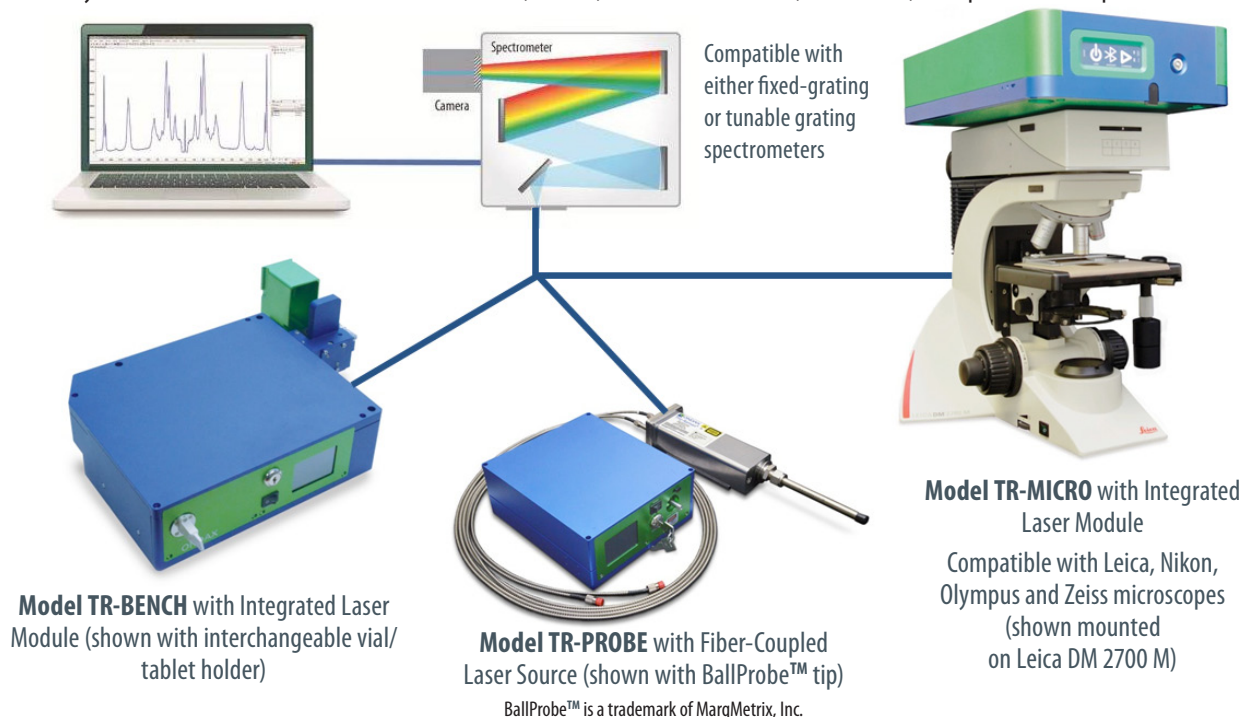 Spectrometer
Camera
Compatible with
either fixed-grating
or tunable grating
spectrometers
Model TR-BENCH with Integrated Laser
Module (shown with interchangeable vial/
tablet holder)
Model TR-PROBE with Fiber-Coupled
Laser Source (shown with BallProbe™ tip)
BallProbe™ is a trademark of MarqMetrix, Inc.
Model TR-MICRO with Integrated
Laser Module
Compatible with Leica, Nikon,
Olympus and Zeiss microscopes
(shown mounted
on Leica DM 2700 M)
Leica